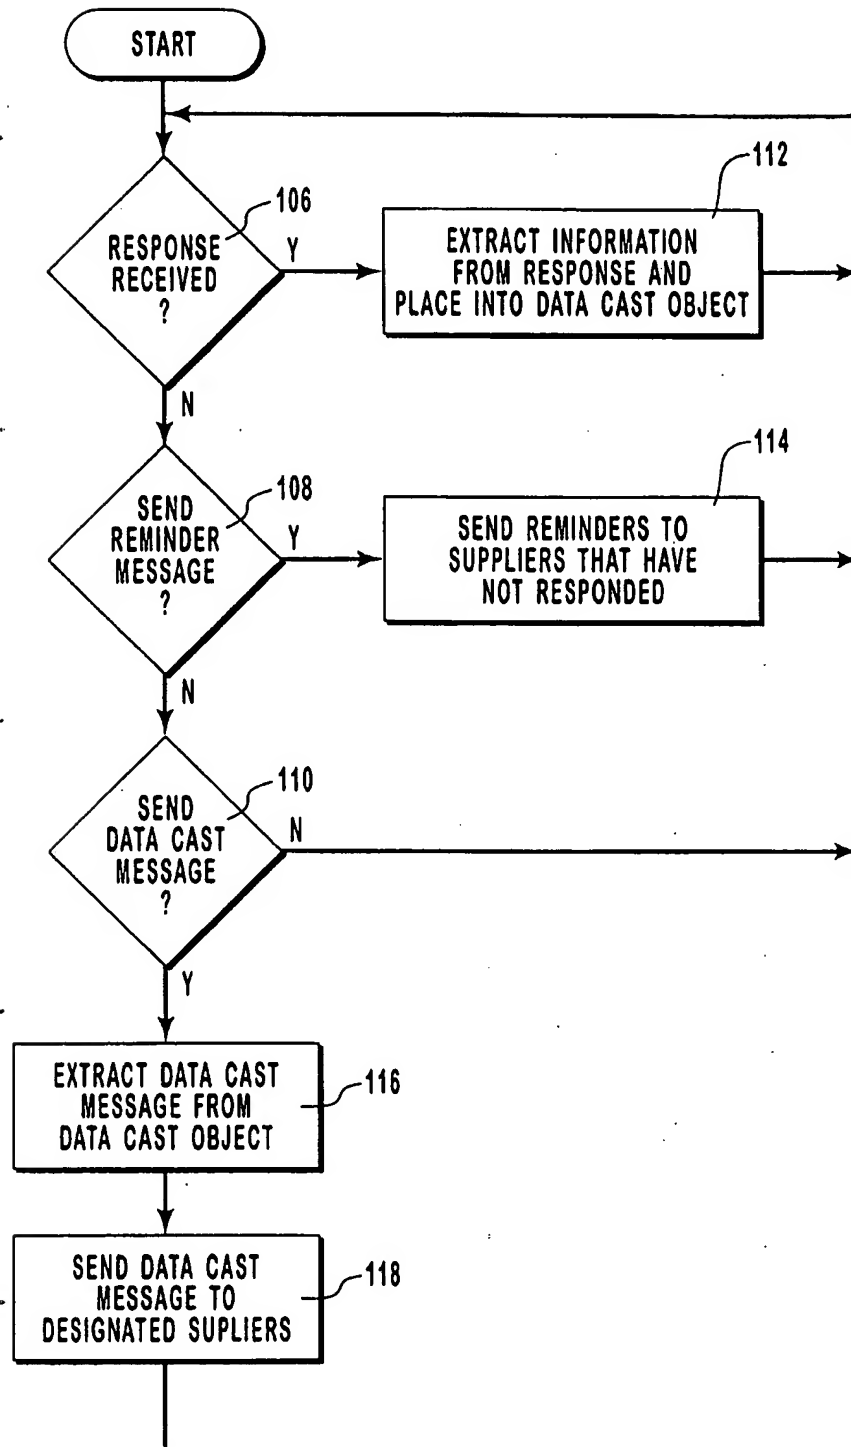 START
112
106
RESPONSE
RECEIVED
?
Y
EXTRACT INFORMATION
FROM RESPONSE AND
PLACE INTO DATA CAST OBJECT
N
114
108
SEND
REMINDER
MESSAGE
?
Y
SEND REMINDERS TO
SUPPLIERS THAT HAVE
NOT RESPONDED
N
110
SEND
DATA CAST
MESSAGE
?
N
Y
EXTRACT DATA CAST
MESSAGE FROM
DATA CAST OBJECT
116
SEND DATA CAST
MESSAGE TO
DESIGNATED SUPLIERS
118